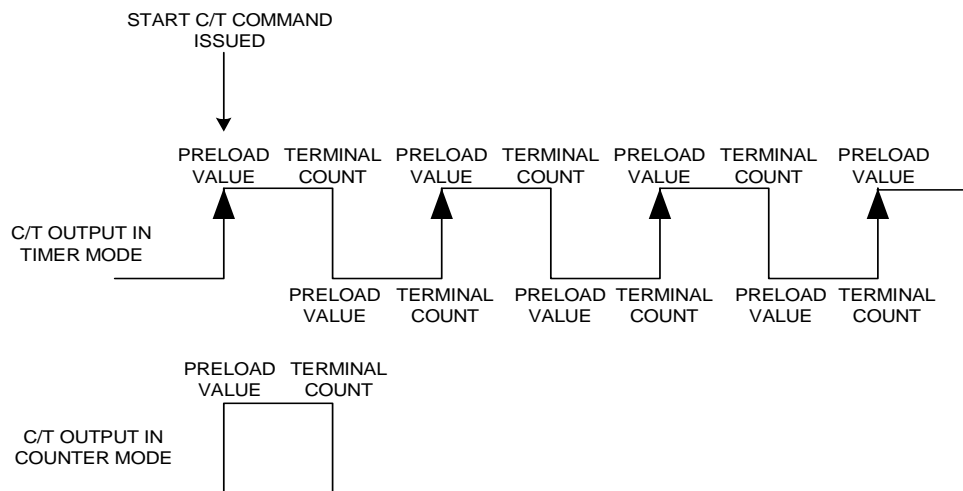 START C/T COMMAND
ISSUED
PRELOAD VALUE
TERMINAL COUNT
PRELOAD VALUE
TERMINAL COUNT
PRELOAD VALUE
TERMINAL COUNT
PRELOAD VALUE
C/T OUTPUT IN
TIMER MODE
PRELOAD VALUE
TERMINAL COUNT
PRELOAD VALUE
TERMINAL COUNT
PRELOAD VALUE
TERMINAL COUNT
PRELOAD VALUE
TERMINAL COUNT
C/T OUTPUT IN
COUNTER MODE